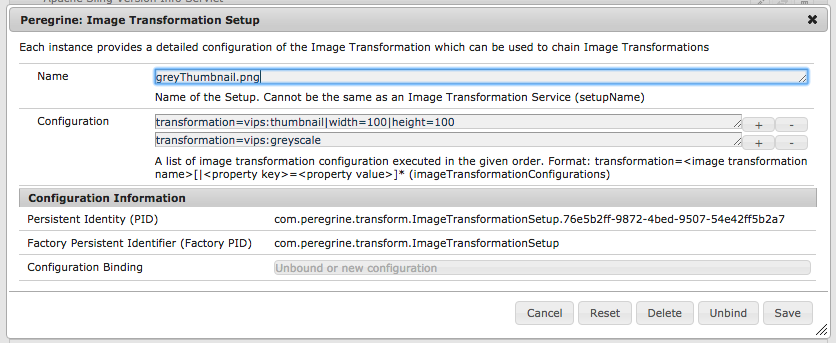 Apache Sling Version Info Servlet
Peregrine: Image Transformation Setup
Each instance provides a detailed configuration of the Image Transformation which can be used to chain Image Transformations
Name
greyThumbnail.png
Name of the Setup. Cannot be the same as an Image Transformation Service (setupName)
Configuration
transformation=vips:thumbnail|width=100|height=100
+ -
transformation=vips:greyscale
+ -
A list of image transformation configuration executed in the given order. Format: transformation=<image transformation
name>[|<property key>=<property value>]* (imageTransformationConfigurations)
Configuration Information
Persistent Identity (PID)
com.peregrine.transform.ImageTransformationSetup.76e5b2ff-9872-4bed-9507-54e42ff5b2a7
Factory Persistent Identifier (Factory PID)
com.peregrine.transform.ImageTransformationSetup
Configuration Binding
Unbound or new configuration
Cancel Reset Delete Unbind Save